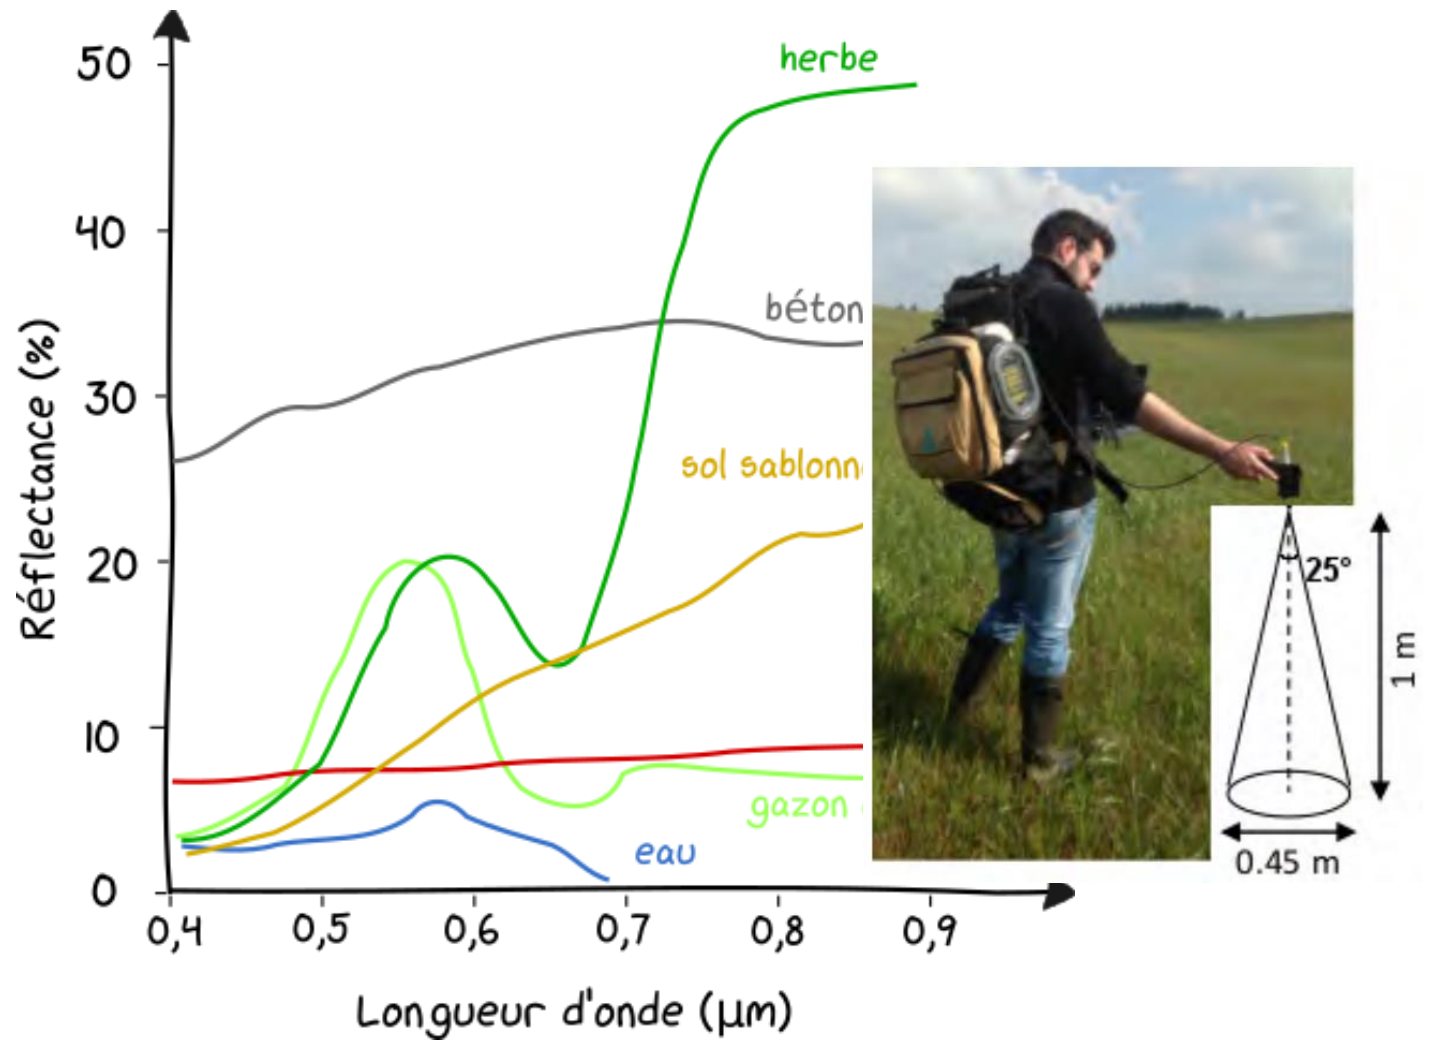 50
herbe
40
béton
Réflectance (%)
30
sol sablonn
20
25°
1 m
10
gazon
eau
0.45 m
0
0,4 0,5 0,6 0,7 0,8 0,9
Longueur d'onde (μm)